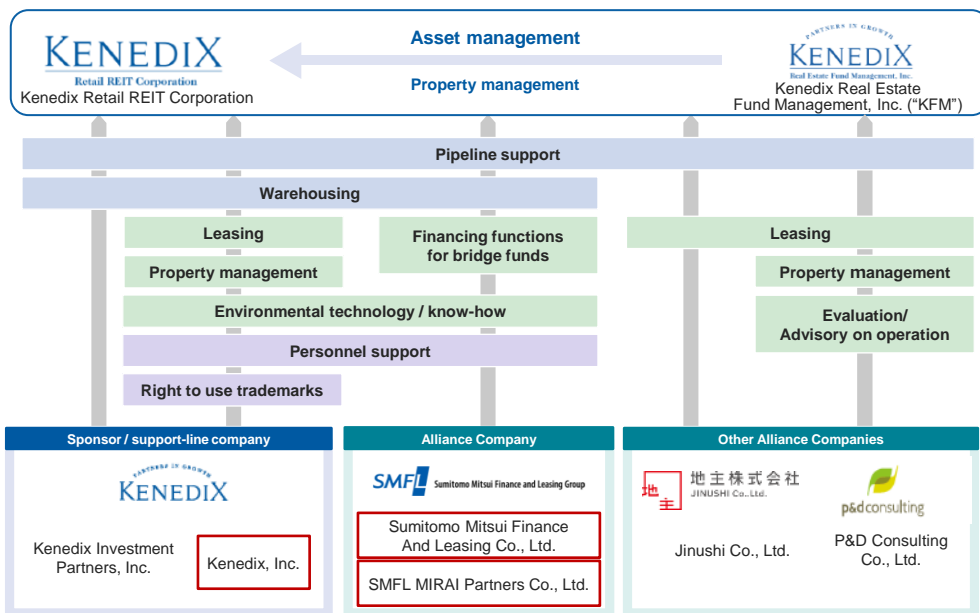 KENEDIX
Retail REIT Corporation
Kenedix Retail REIT Corporation
Asset management
Property management
PARTNERS IN GROWTH
KENEDIX
Real Estate Fund Management, Inc.
Kenedix Real Estate
Fund Management, Inc. (“KFM”)
Pipeline support
Warehousing
Leasing
Financing functions
for bridge funds
Leasing
Property management
Property management
Environmental technology / know-how
Evaluation/
Advisory on operation
Personnel support
Right to use trademarks
Sponsor / support-line company
PARTNERS IN GROWTH
KENEDIX
Kenedix Investment
Partners, Inc.
Kenedix, Inc.
Alliance Company
SMFL Sumitomo Mitsui Finance and Leasing Group
Sumitomo Mitsui Finance
And Leasing Co., Ltd.
SMFL MIRAI Partners Co., Ltd.
Other Alliance Companies
地主
地主株式会社
JINUSHI Co.,Ltd.
Jinushi Co., Ltd.
p&dconsulting
P&D Consulting
Co., Ltd.